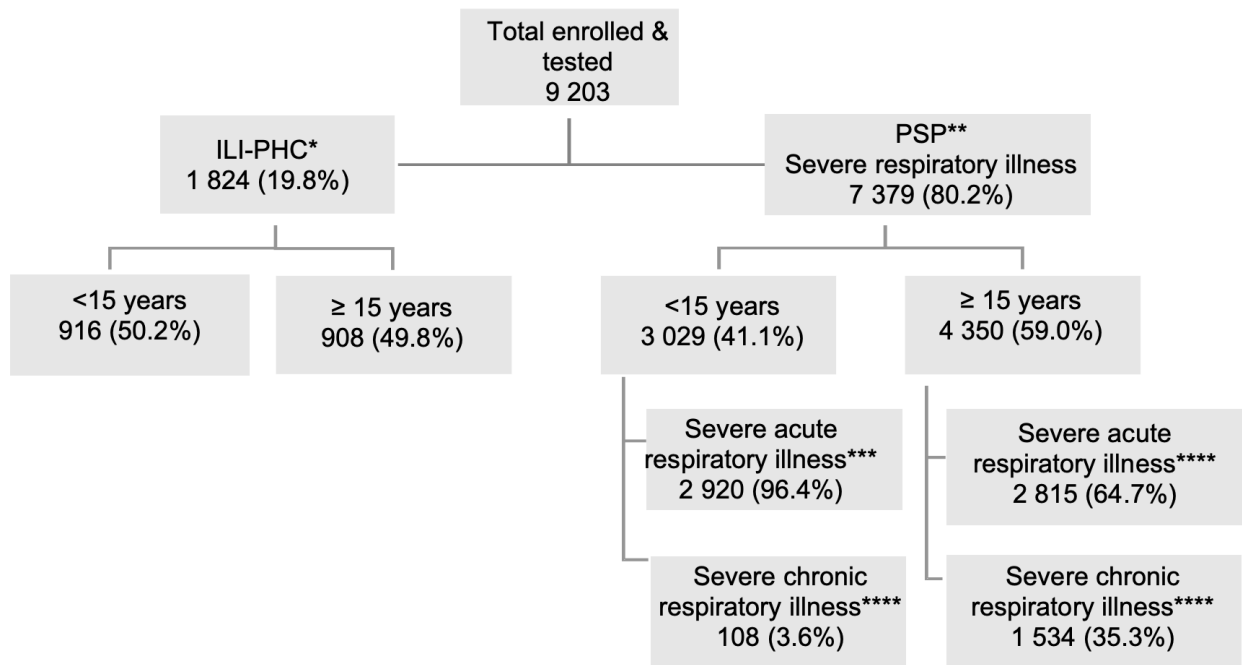 Total enrolled &
tested
9 203
ILI-PHC*
1 824 (19.8%)
PSP**
Severe respiratory illness
7 379 (80.2%)
<15 years
916 (50.2%)
≥ 15 years
908 (49.8%)
<15 years
3 029 (41.1%)
≥ 15 years
4 350 (59.0%)
Severe acute
respiratory illness***
2 920 (96.4%)
Severe acute
respiratory illness****
2 815 (64.7%)
Severe chronic
respiratory illness****
108 (3.6%)
Severe chronic
respiratory illness****
1 534 (35.3%)